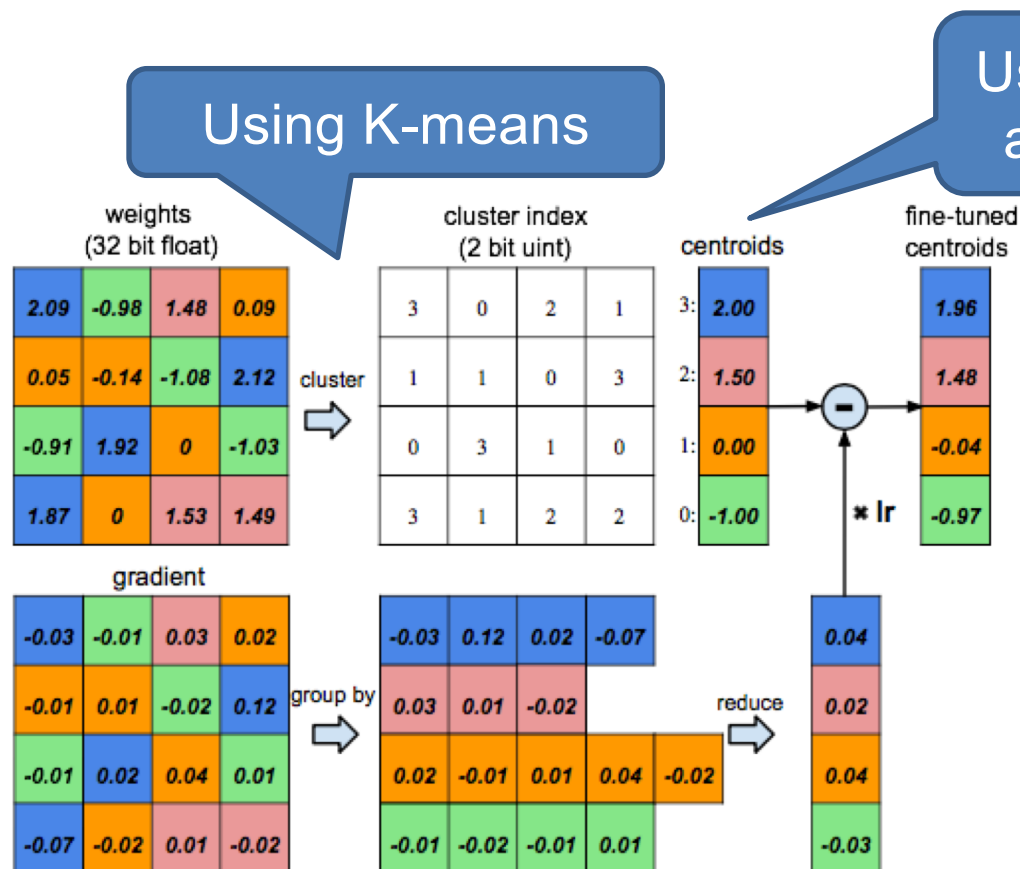 Using K-means
weights
(32 bit float)
cluster index
(2 bit uint)
centroids
fine-tuned
centroids
2.09 -0.98 1.48 0.09
0.05 -0.14 -1.08 2.12
-0.91 1.92 0 -1.03
1.87 0 1.53 1.49
cluster
3 0 2 1
1 1 0 3
0 3 1 0
3 1 2 2
3: 2.00
2: 1.50
1: 0.00
0: -1.00
-
× lr
1.96
1.48
-0.04
-0.97
gradient
-0.03 -0.01 0.03 0.02
-0.01 0.01 -0.02 0.12
-0.01 0.02 0.04 0.01
-0.07 -0.02 0.01 -0.02
group by
-0.03 0.12 0.02 -0.07
0.03 0.01 -0.02
0.02 -0.01 0.01 0.04 -0.02
-0.01 -0.02 -0.01 0.01
reduce
0.04
0.02
0.04
-0.03